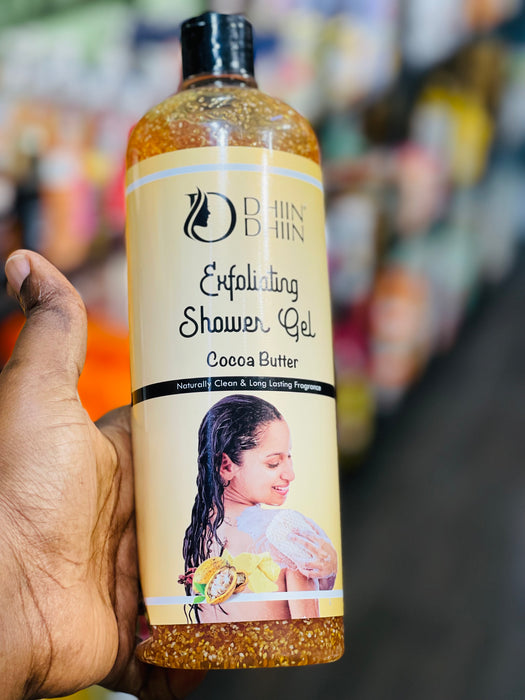 DHIIN®
DHIIN
Exfoliating
Shower Gel
Cocoa Butter
Naturally Clean & Long Lasting Fragrance